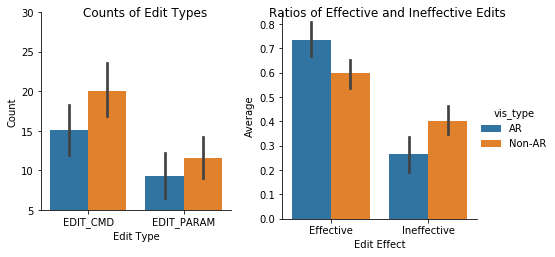 Counts of Edit Types
30
25
20
15
10
5
Count
EDIT_CMD
EDIT_PARAM
Edit Type
Ratios of Effective and Ineffective Edits
0.8
0.7
0.6
0.5
0.4
0.3
0.2
0.1
0.0
Average
Effective
Ineffective
Edit Effect
vis_type
AR
Non-AR